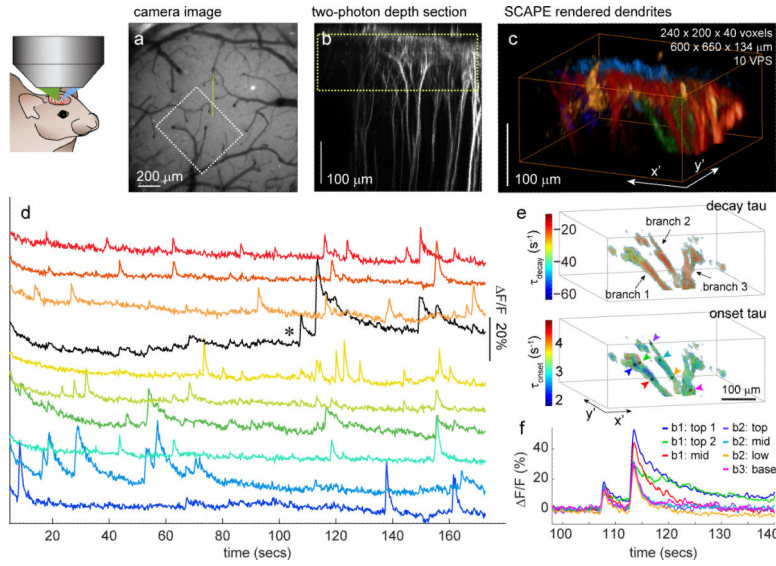 camera image
two-photon depth section
SCAPE rendered dendrites
a
200 μm
b
100 μm
c
240 x 200 x 40 voxels
600 x 650 x 134 μm
10 VPS
100 μm
x'
y'
d
*
ΔF/F 20%
20 40 60 80 100 120 140 160
time (secs)
e
decay tau
τdecay (s⁻¹)
−20
−40
−60
branch 2
branch 1
branch 3
onset tau
τonset (s⁻¹)
4
3
2
y'
x'
100 μm
f
b1: top 1
b1: top 2
b1: mid
b2: top
b2: mid
b2: low
b3: base
ΔF/F (%)
40
20
0
100 110 120 130 140
time (secs)